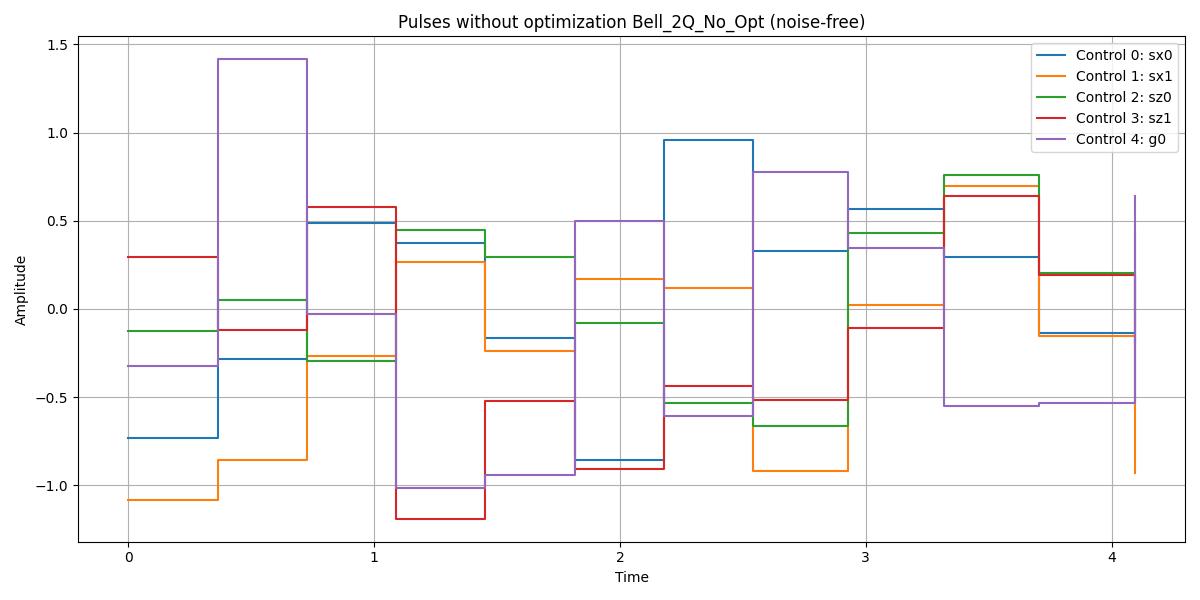 Pulses without optimization Bell_2Q_No_Opt (noise-free)
Amplitude
1.5
1.0
0.5
0.0
−0.5
−1.0
Control 0: sx0
Control 1: sx1
Control 2: sz0
Control 3: sz1
Control 4: g0
0 1 2 3 4
Time